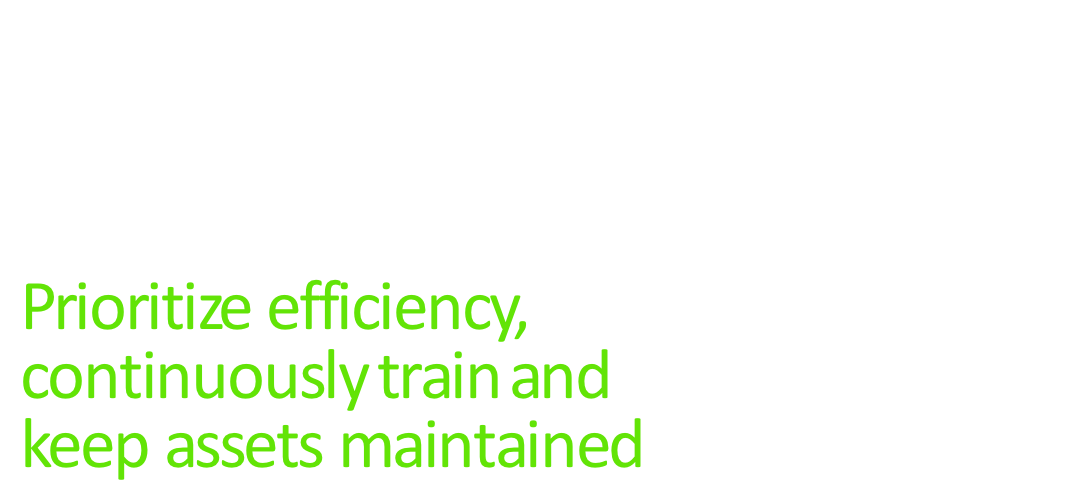 Prioritize efficiency,
continuously train and
keep assets maintained